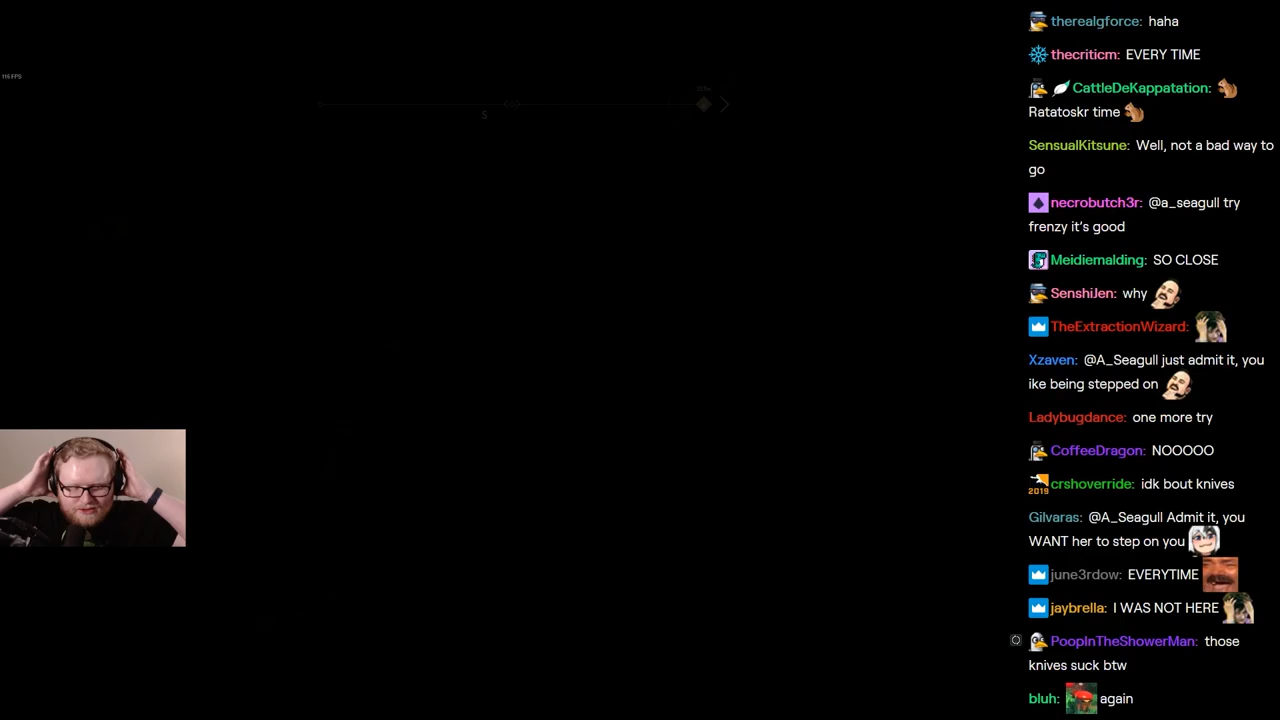 116 FPS
S
therealgforce: haha
thecriticm: EVERY TIME
CattleDeKappatation:
Ratatoskr time
SensualKitsune: Well, not a bad way to
go
necrobutch3r: @a_seagull try
frenzy it's good
Meidiemalding: SO CLOSE
SenshiJen: why
TheExtractionWizard:
Xzaven: @A_Seagull just admit it, you
ike being stepped on
Ladybugdance: one more try
CoffeeDragon: NOOOOO
2019 crshoverride: idk bout knives
Gilvaras: @A_Seagull Admit it, you
WANT her to step on you
june3rdow: EVERYTIME
jaybrella: I WAS NOT HERE
PoopInTheShowerMan: those
knives suck btw
bluh: again